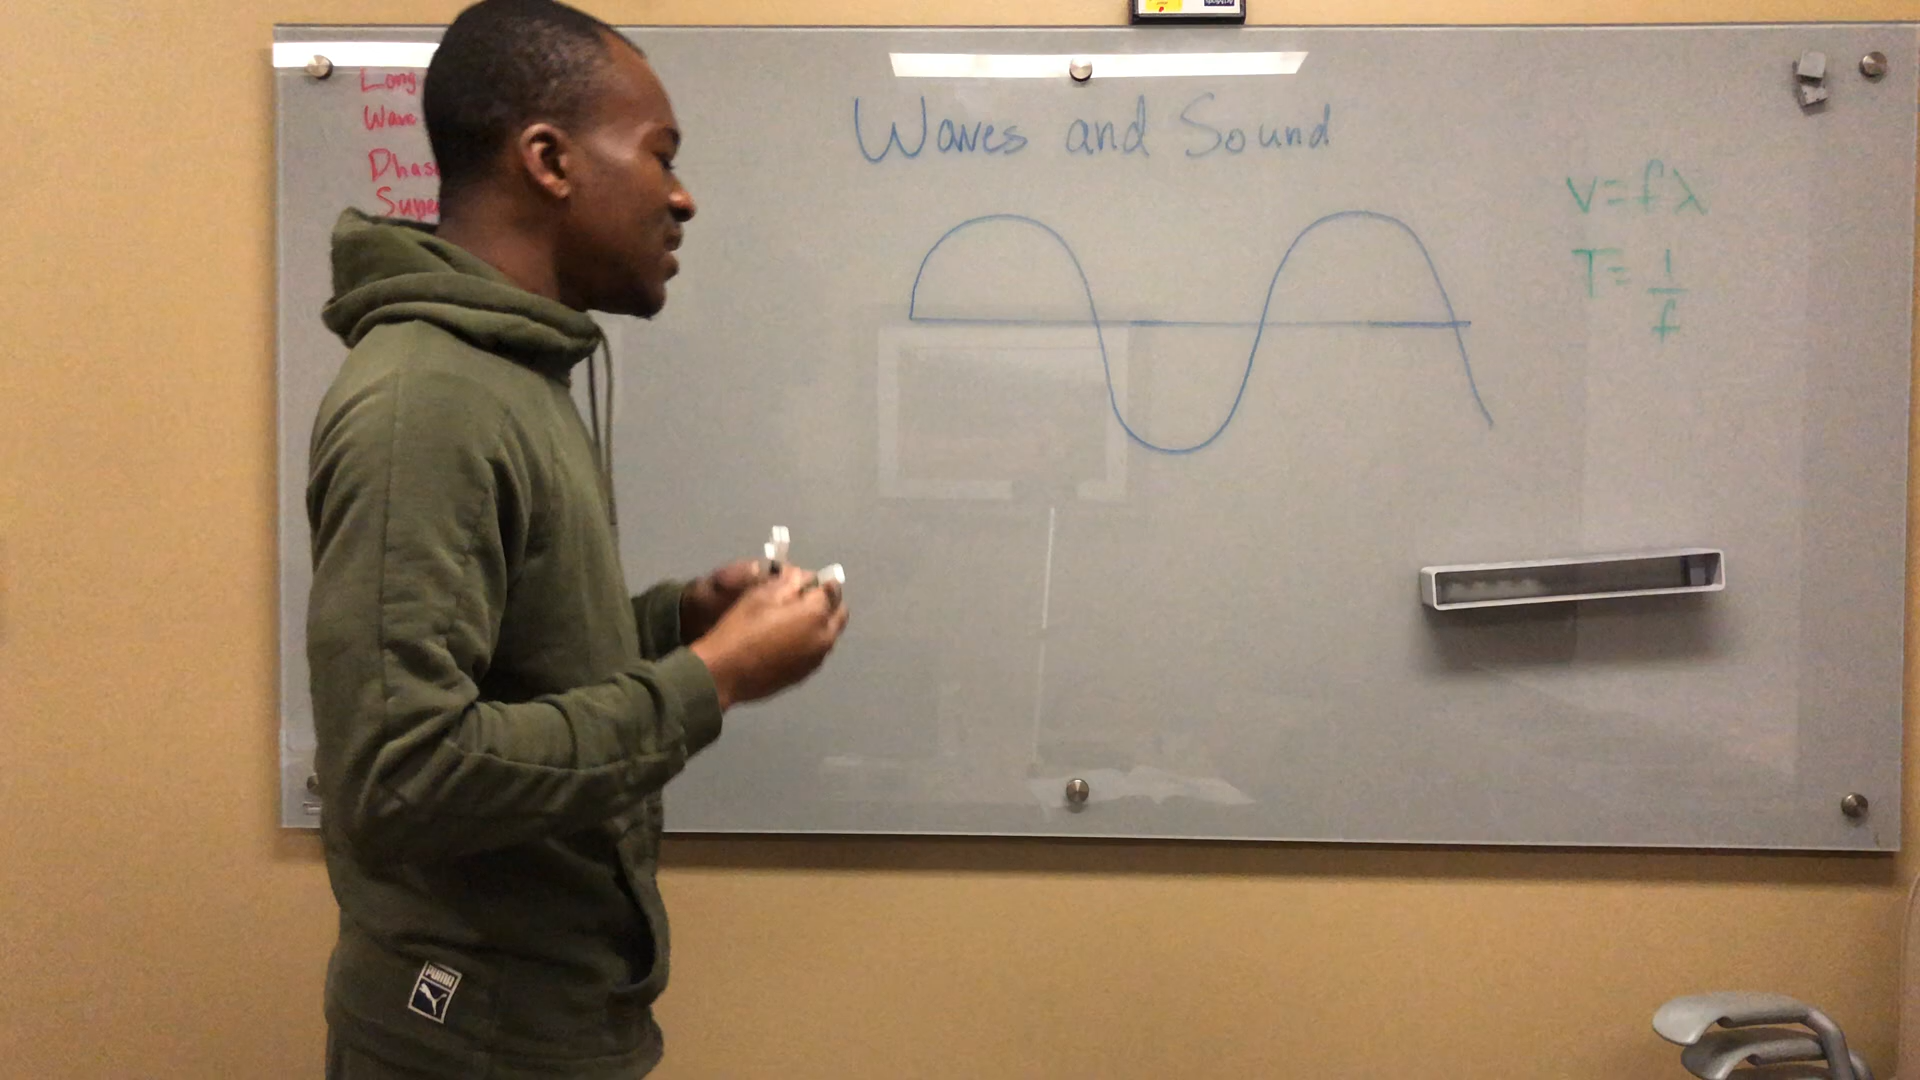 Waves and Sound
Long
Wave
Phas
Supe
V=fλ
T=1/f
PUMA